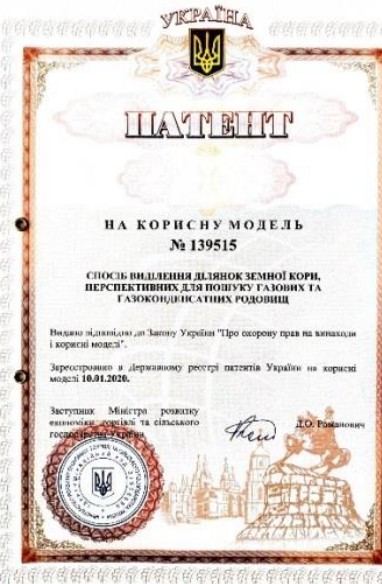 УКРАЇНА
ПАТЕНТ
НА КОРИСНУ МОДЕЛЬ
№ 139515
СПОСІБ ВИДІЛЕННЯ ДІЛЯНОК ЗЕМНОЇ КОРИ,
ПЕРСПЕКТИВНИХ ДЛЯ ПОШУКУ ГАЗОВИХ ТА
ГАЗОКОНДЕНСАТНИХ РОДОВИЩ
Видано відповідно до Закону України "Про охорону прав на винаходи
і корисні моделі".
Зареєстровано в Державному реєстрі патентів України на корисні
моделі 10.01.2020.
Заступник Міністра розвитку
економіки, торгівлі та сільського
господарства України
Д.О. Романович